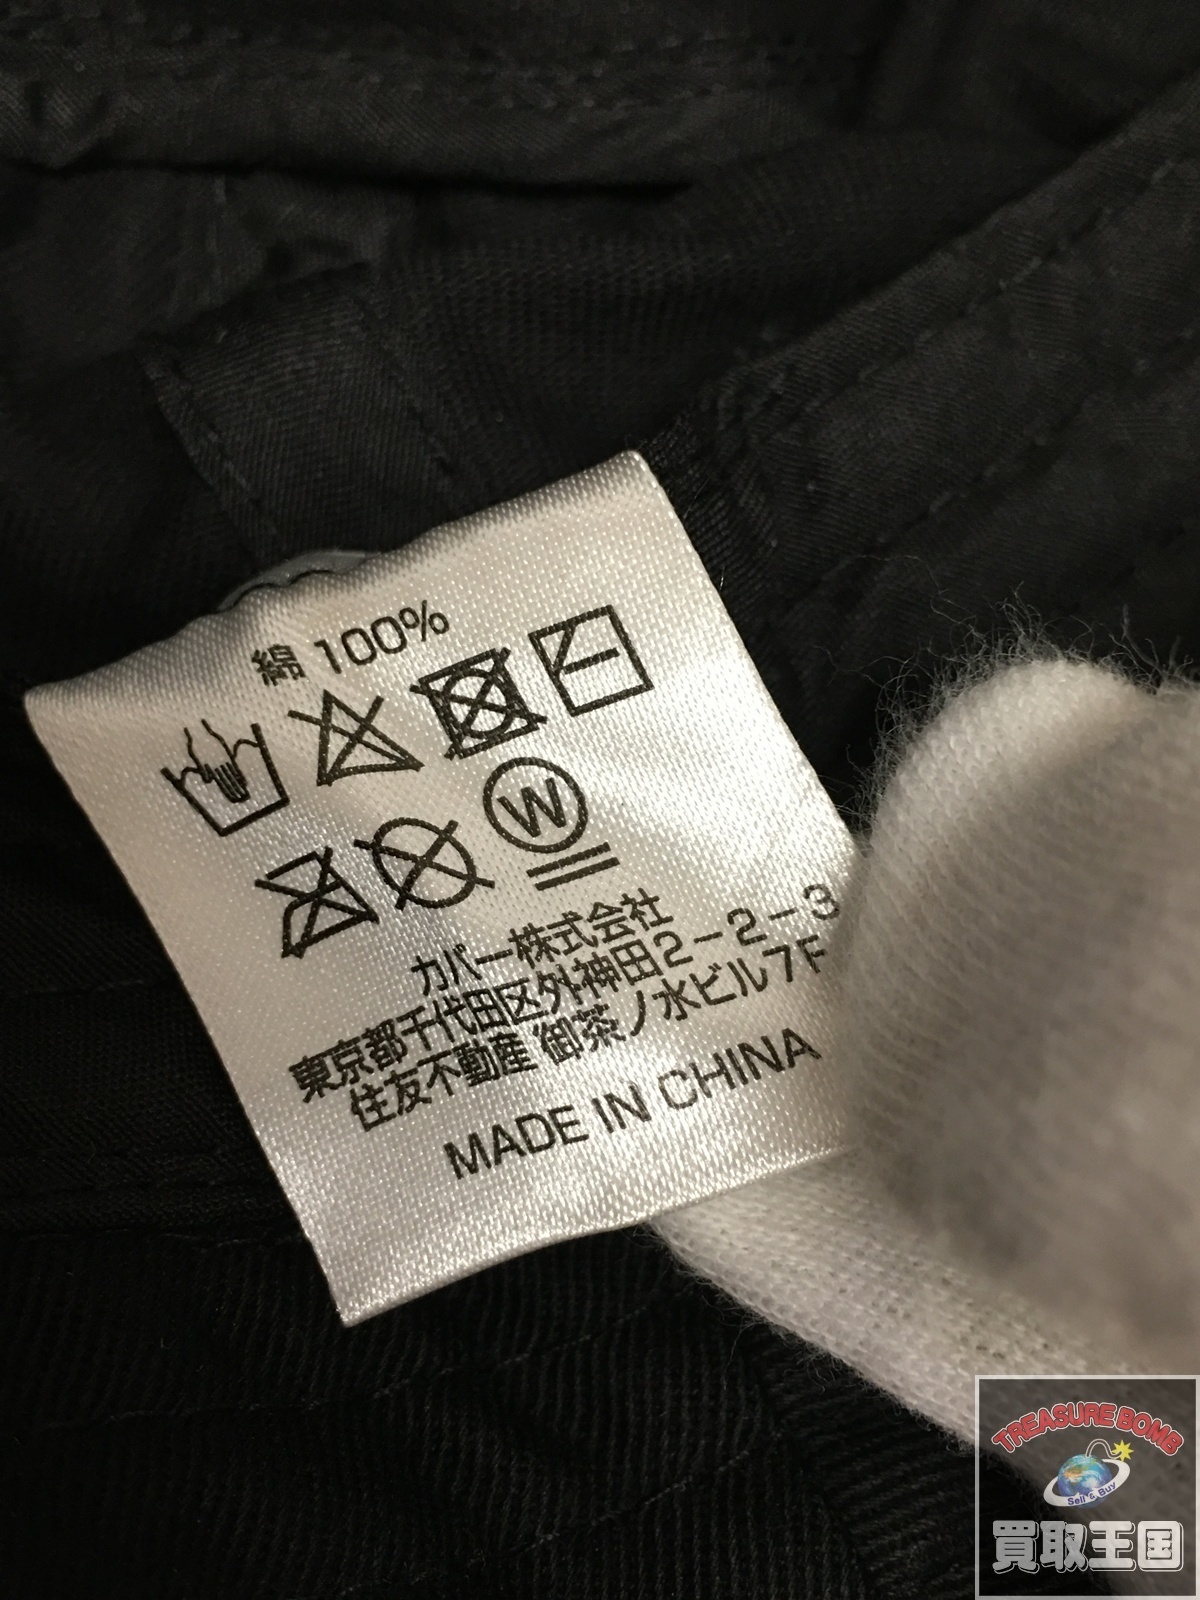 綿 100%
W
カバー株式会社
東京都千代田区外神田2-2-3
住友不動産 御茶ノ水ビル7F
MADE IN CHINA
TREASURE BOMB
Sell & Buy
買取王国